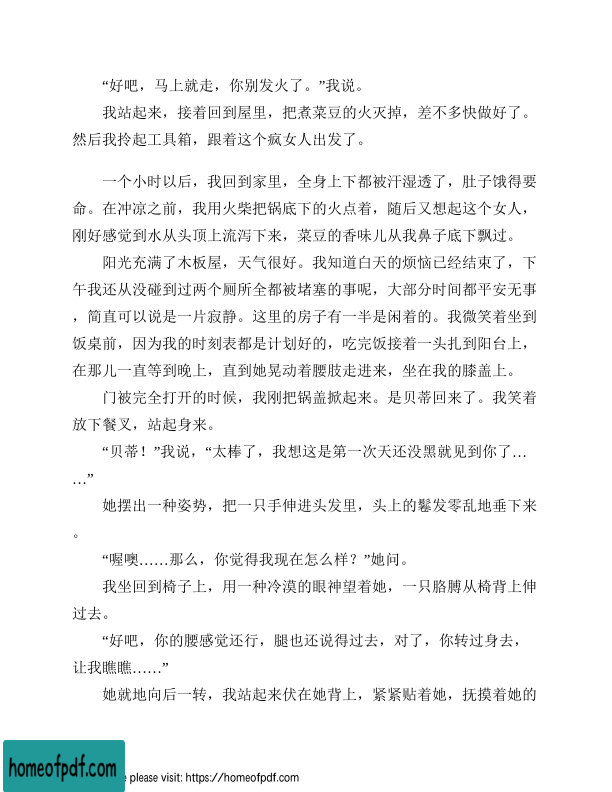 “好吧，马上就走，你别发火了。”我说。
我站起来，接着回到屋里，把煮菜豆的火灭掉，差不多快做好了。
然后我拎起工具箱，跟着这个疯女人出发了。
一个小时以后，我回到家里，全身上下都被汗湿透了，肚子饿得要
命。在冲凉之前，我用火柴把锅底下的火点着，随后又想起这个女人，
刚好感觉到水从头顶上流泻下来，菜豆的香味儿从我鼻子底下飘过。
阳光充满了木板屋，天气很好。我知道白天的烦恼已经结束了，下
午我还从没碰到过两个厕所全都被堵塞的事呢，大部分时间都平安无事
，简直可以说是一片寂静。这里的房子有一半是闲着的。我微笑着坐到
饭桌前，因为我的时刻表都是计划好的，吃完饭接着一头扎到阳台上，
在那儿一直等到晚上，直到她晃动着腰肢走进来，坐在我的膝盖上。
门被完全打开的时候，我刚把锅盖掀起来。是贝蒂回来了。我笑着
放下餐叉，站起身来。
“贝蒂！”我说，“太棒了，我想这是第一次天还没黑就见到你了…
…”
她摆出一种姿势，把一只手伸进头发里，头上的鬈发零乱地垂下来
。
“喔噢……那么，你觉得我现在怎么样？”她问。
我坐回到椅子上，用一种冷漠的眼神望着她，一只胳膊从椅背上伸
过去。
“好吧，你的腰感觉还行，腿也还说得过去，对了，你转过身去，
让我瞧瞧……”
她就地向后一转，我站起来伏在她背上，紧紧贴着她，抚摸着她的
homeofpdf.com
e please visit: https://homeofpdf.com